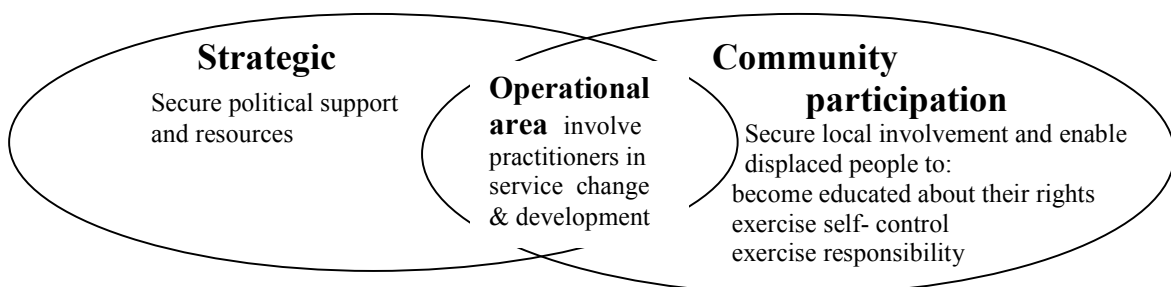 Strategic
Secure political support
and resources
Operational
area involve
practitioners in
service change
& development
Community
participation
Secure local involvement and enable
displaced people to:
become educated about their rights
exercise self- control
exercise responsibility